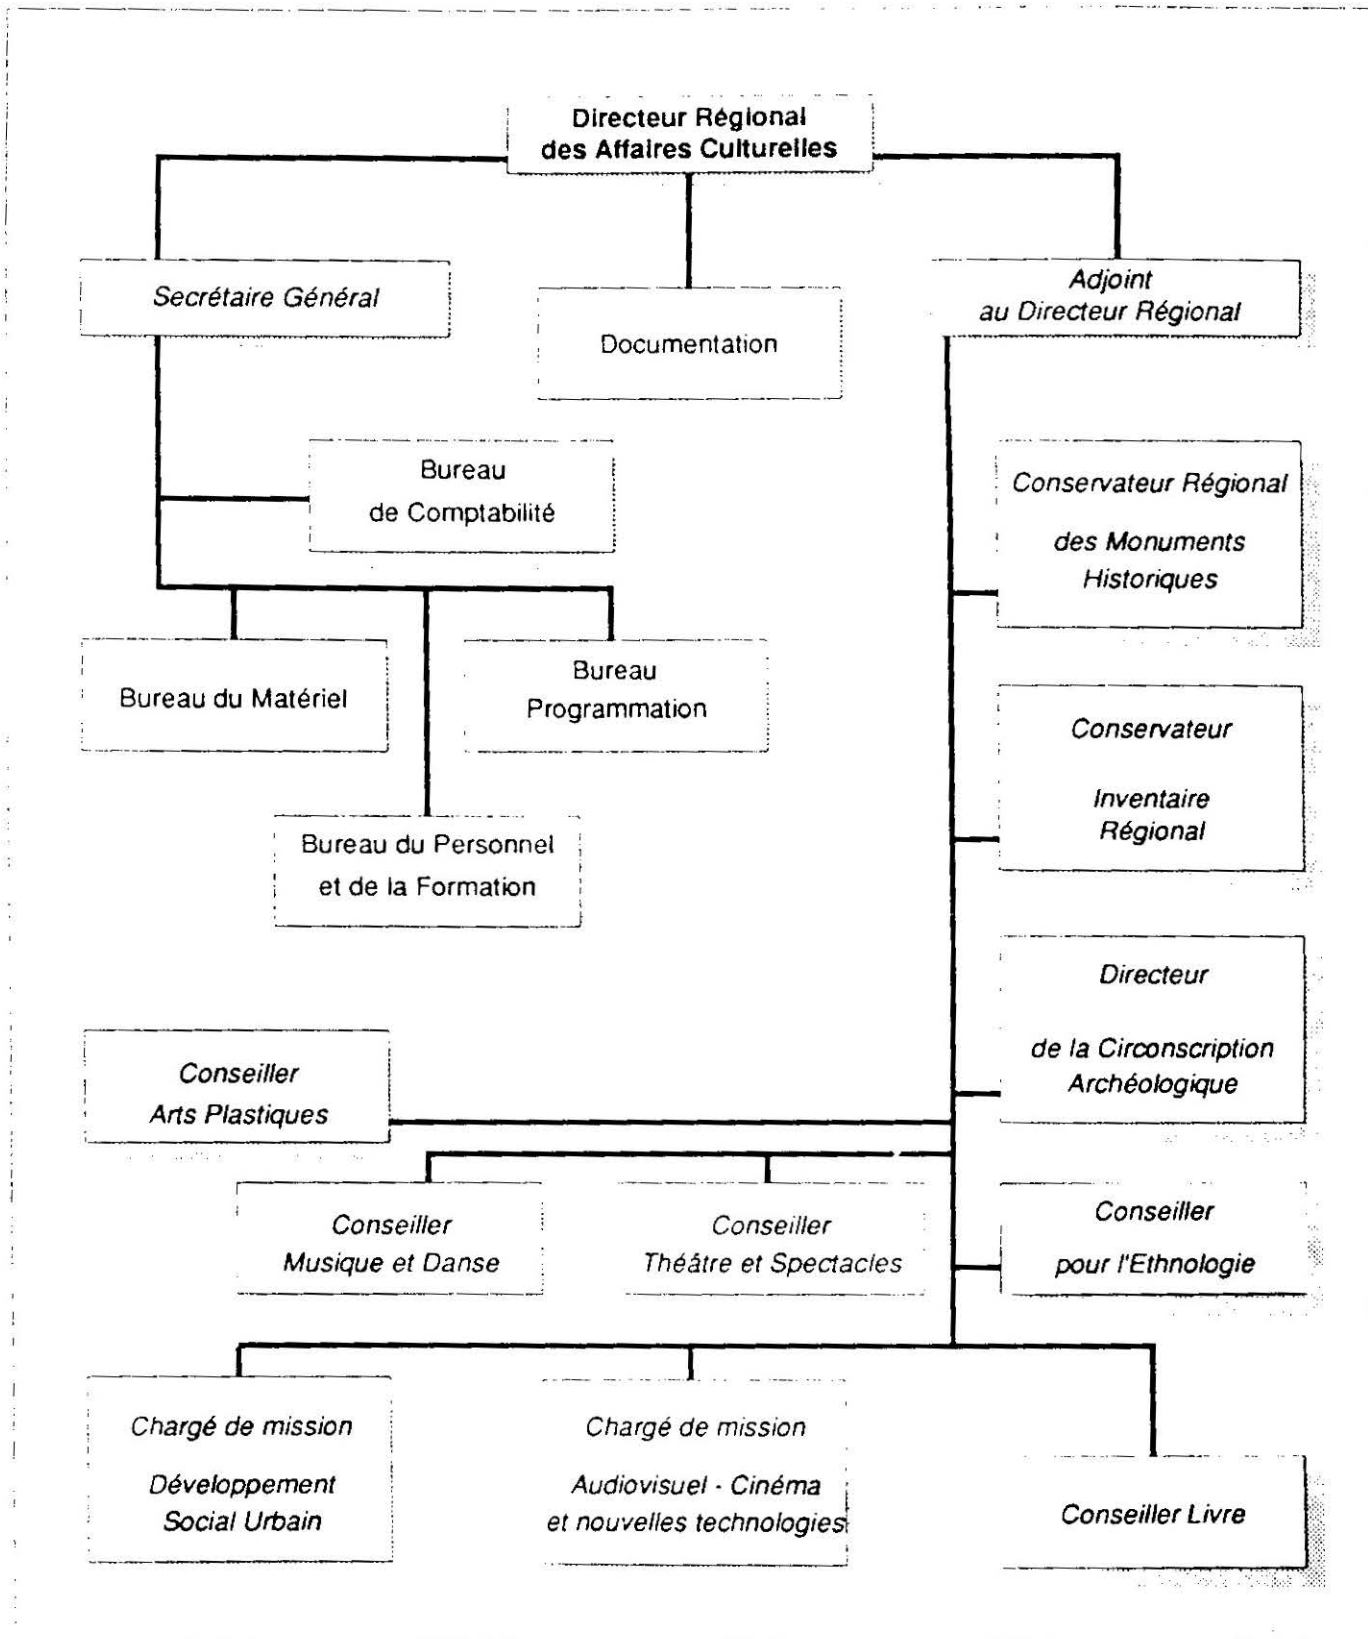 Directeur Régional
des Affaires Culturelles
Secrétaire Général
Documentation
Adjoint
au Directeur Régional
Bureau
de Comptabilité
Conservateur Régional
des Monuments
Historiques
Bureau du Matériel
Bureau
Programmation
Conservateur
Inventaire
Régional
Bureau du Personnel
et de la Formation
Directeur
de la Circonscription
Archéologique
Conseiller
Arts Plastiques
Conseiller
Musique et Danse
Conseiller
Théâtre et Spectacles
Conseiller
pour l'Ethnologie
Chargé de mission
Développement
Social Urbain
Chargé de mission
Audiovisuel - Cinéma
et nouvelles technologies
Conseiller Livre